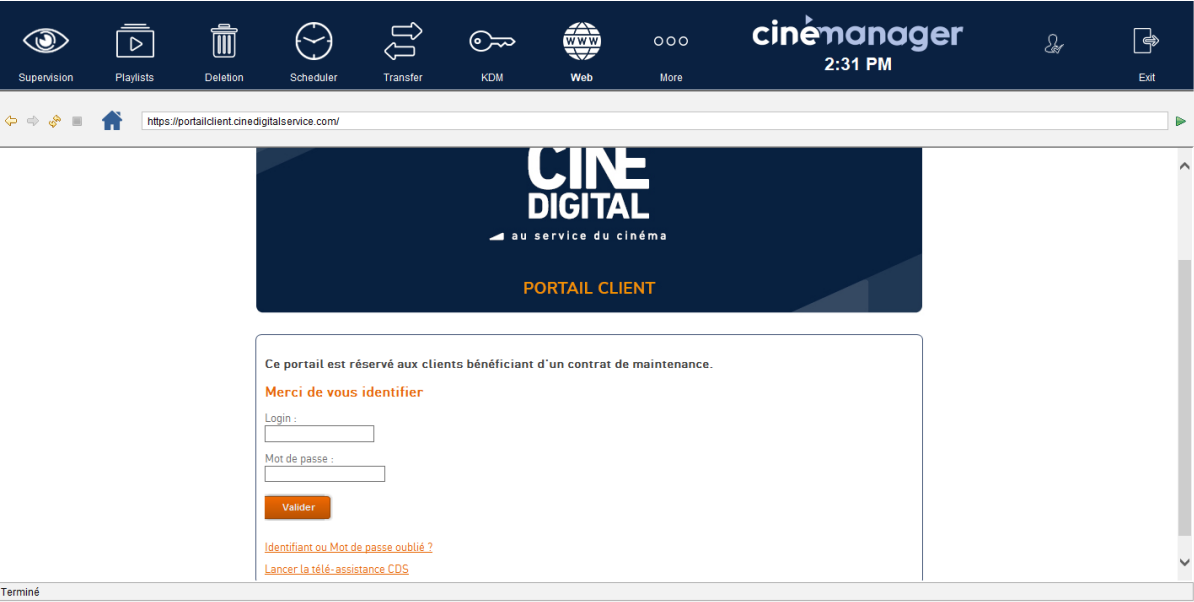 cinémanager
2:31 PM
Supervision Playlists Deletion Scheduler Transfer KDM WWW Web More Exit
https://portailclient.cinedigitalservice.com/
CINE
DIGITAL
au service du cinéma
PORTAIL CLIENT
Ce portail est réservé aux clients bénéficiant d'un contrat de maintenance.
Merci de vous identifier
Login :
Mot de passe :
Valider
Identifiant ou Mot de passe oublié ?
Lancer la télé-assistance CDS
Terminé